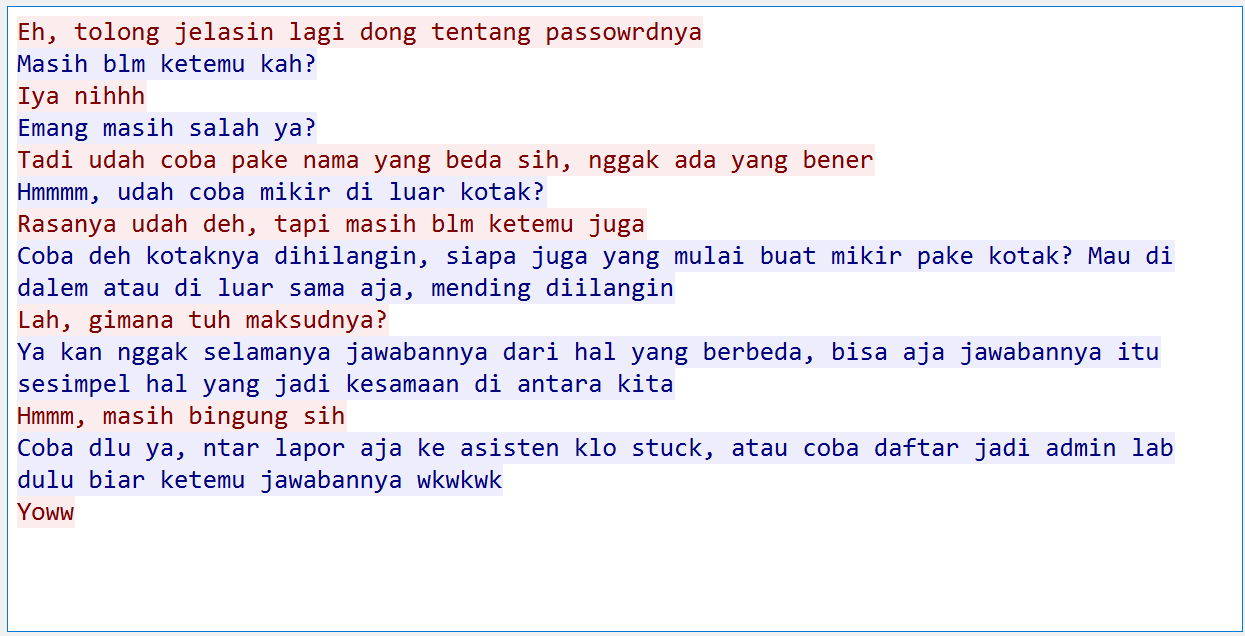 Eh, tolong jelasin lagi dong tentang passowrdnya
Masih blm ketemu kah?
Iya nihhh
Emang masih salah ya?
Tadi udah coba pake nama yang beda sih, nggak ada yang bener
Hmmmm, udah coba mikir di luar kotak?
Rasanya udah deh, tapi masih blm ketemu juga
Coba deh kotaknya dihilangin, siapa juga yang mulai buat mikir pake kotak? Mau di
dalem atau di luar sama aja, mending diilangin
Lah, gimana tuh maksudnya?
Ya kan nggak selamanya jawabannya dari hal yang berbeda, bisa aja jawabannya itu
sesimpel hal yang jadi kesamaan di antara kita
Hmmm, masih bingung sih
Coba dlu ya, ntar lapor aja ke asisten klo stuck, atau coba daftar jadi admin lab
dulu biar ketemu jawabannya wkwkwk
Yoww